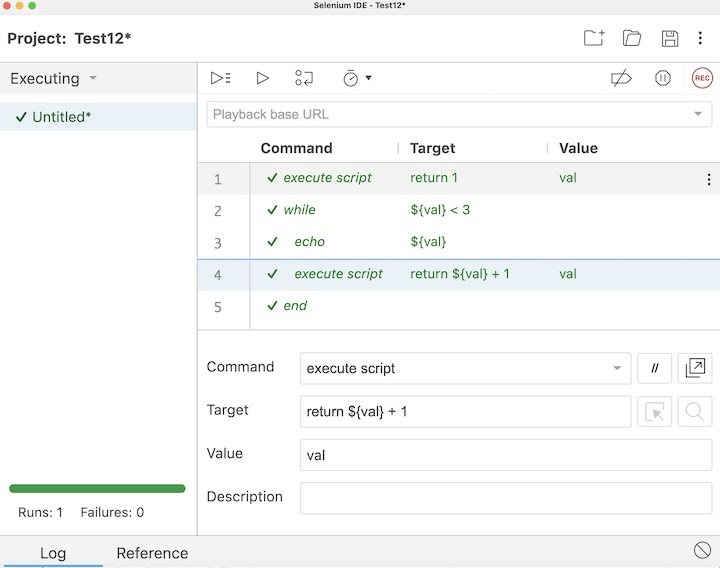 Selenium IDE - Test12*
Project: Test12*
Executing
REC
Untitled*
Playback base URL
Command Target Value
1 execute script return 1 val
2 while ${val} < 3
3 echo ${val}
4 execute script return ${val} + 1 val
5 end
Command execute script //
Target return ${val} + 1
Value val
Description
Runs: 1 Failures: 0
Log Reference